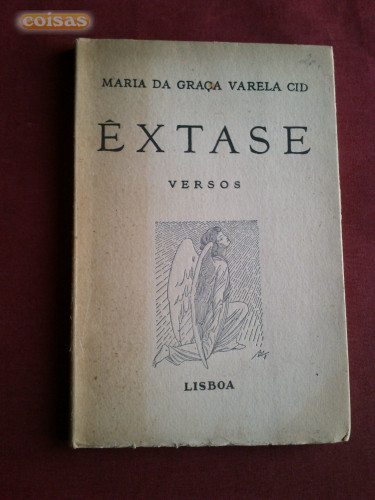 coisas
MARIA DA GRAÇA VARELA CID
ÊXTASE
VERSOS
LISBOA